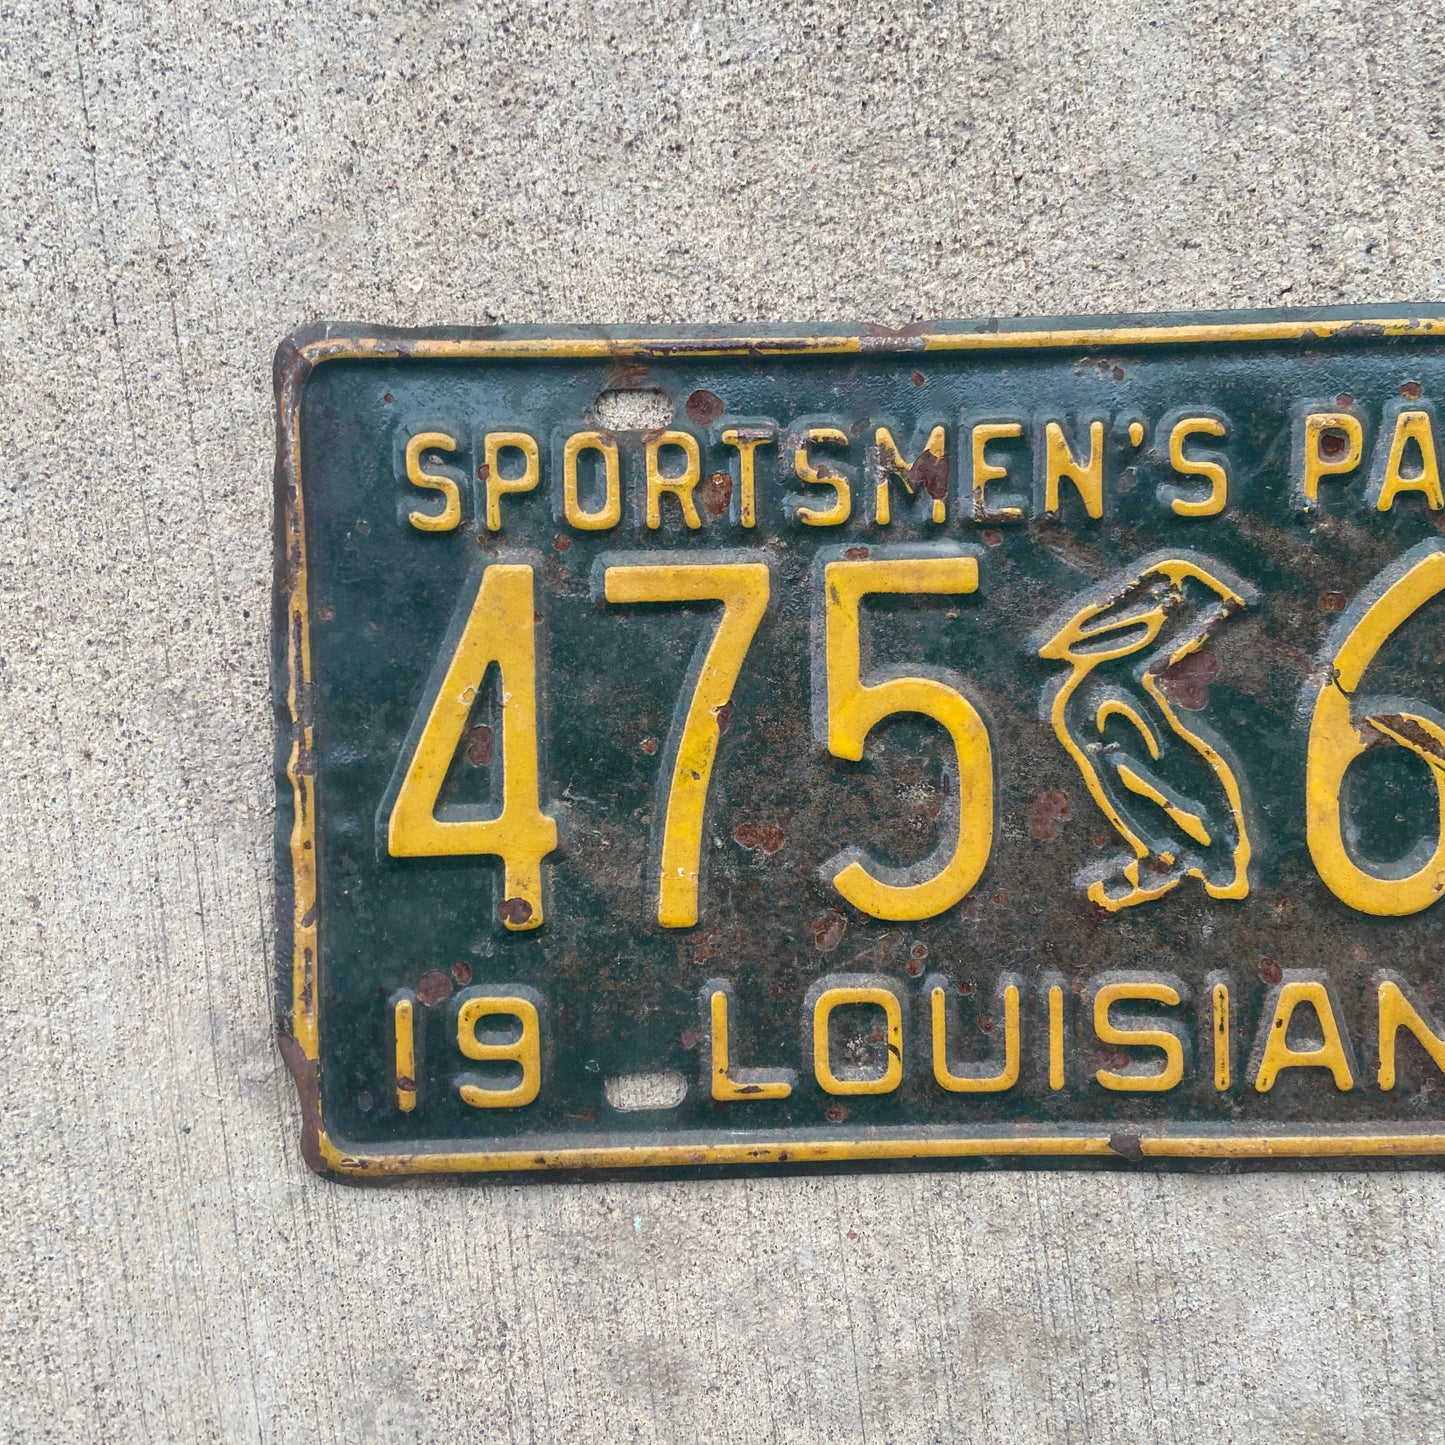 SPORTSMEN'S PA
475 6
19 LOUISIAN